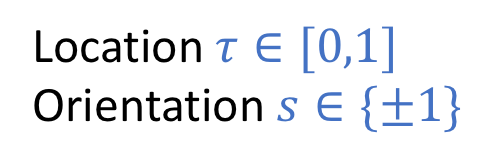 Location τ ∈ [0,1]
Orientation s ∈ {±1}